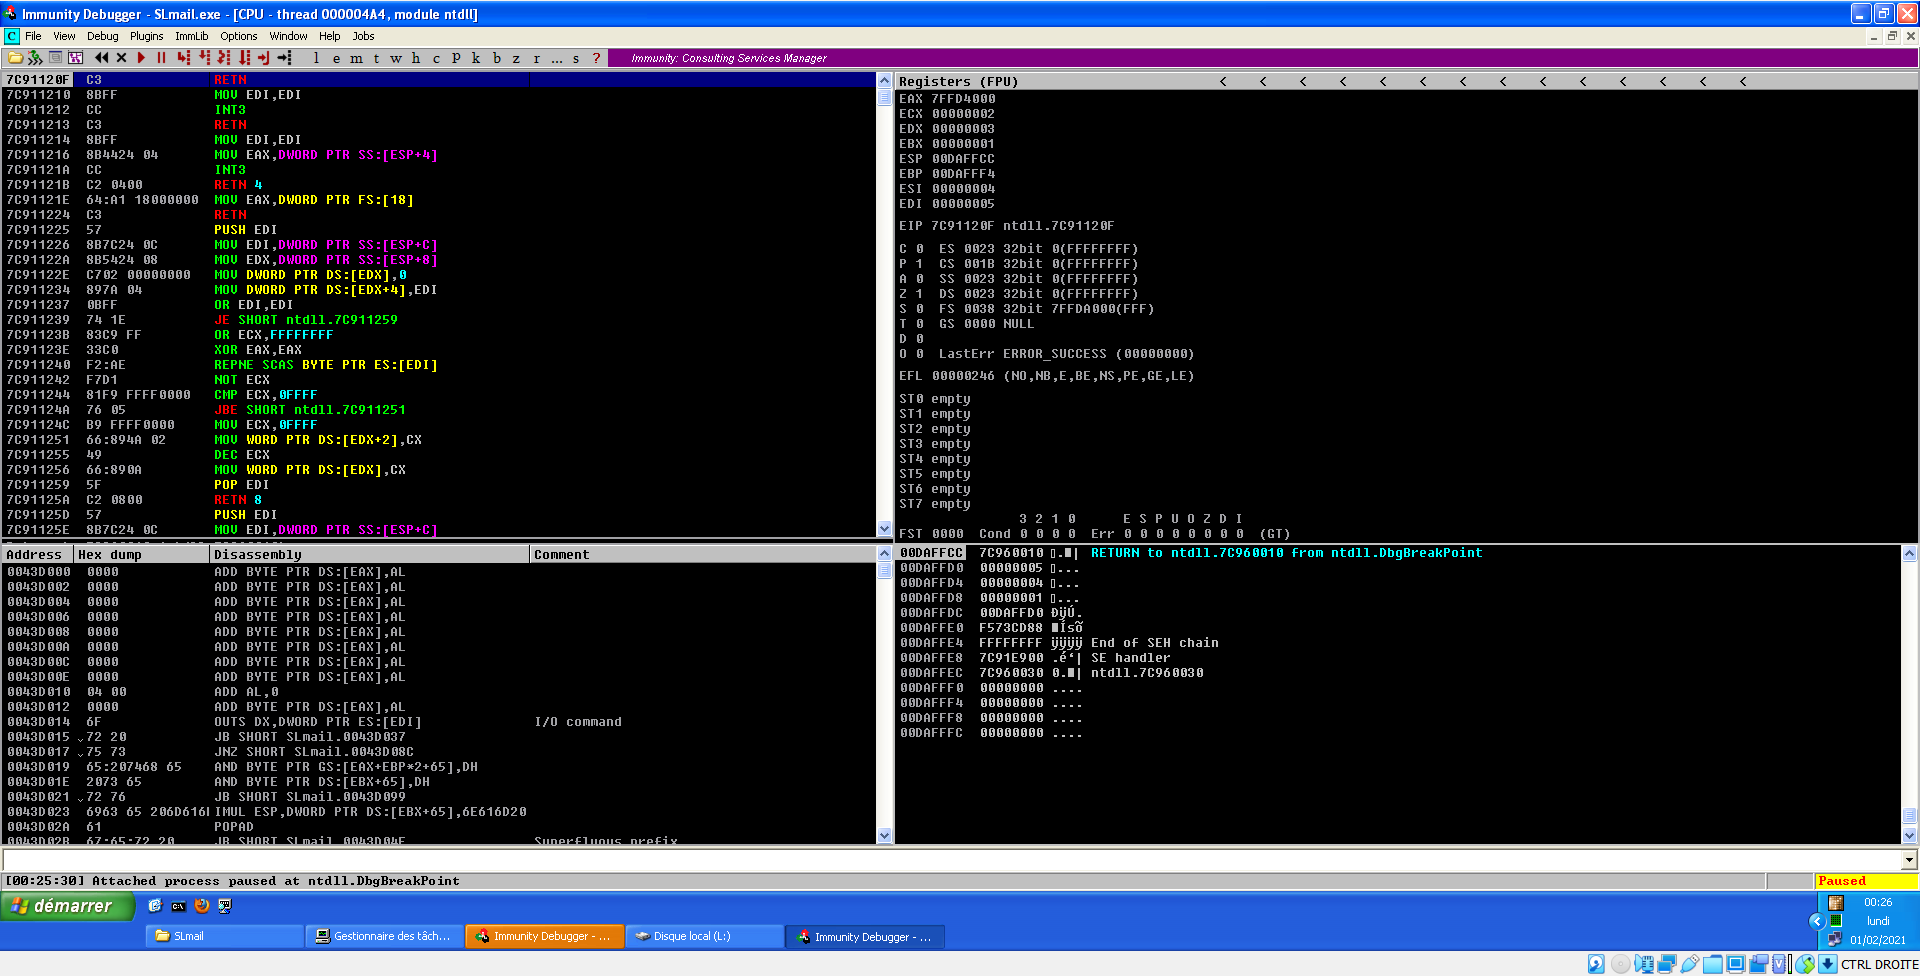 Immunity Debugger - SLmail.exe - [CPU - thread 000004A4, module ntdll]
C File View Debug Plugins ImmLib Options Window Help Jobs
l e m t w h c P k b z r ... s ? Immunity: Consulting Services Manager
7C91120F C3 RETN
7C911210 8BFF MOV EDI,EDI
7C911212 CC INT3
7C911213 C3 RETN
7C911214 8BFF MOV EDI,EDI
7C911216 8B4424 04 MOV EAX,DWORD PTR SS:[ESP+4]
7C91121A CC INT3
7C91121B C2 0400 RETN 4
7C91121E 64:A1 18000000 MOV EAX,DWORD PTR FS:[18]
7C911224 C3 RETN
7C911225 57 PUSH EDI
7C911226 8B7C24 0C MOV EDI,DWORD PTR SS:[ESP+C]
7C91122A 8B5424 08 MOV EDX,DWORD PTR SS:[ESP+8]
7C91122E C702 00000000 MOV DWORD PTR DS:[EDX],0
7C911234 897A 04 MOV DWORD PTR DS:[EDX+4],EDI
7C911237 0BFF OR EDI,EDI
7C911239 74 1E JE SHORT ntdll.7C911259
7C91123B 83C9 FF OR ECX,FFFFFFFF
7C91123E 33C0 XOR EAX,EAX
7C911240 F2:AE REPNE SCAS BYTE PTR ES:[EDI]
7C911242 F7D1 NOT ECX
7C911244 81F9 FFFF0000 CMP ECX,0FFFF
7C91124A 76 05 JBE SHORT ntdll.7C911251
7C91124C B9 FFFF0000 MOV ECX,0FFFF
7C911251 66:894A 02 MOV WORD PTR DS:[EDX+2],CX
7C911255 49 DEC ECX
7C911256 66:890A MOV WORD PTR DS:[EDX],CX
7C911259 5F POP EDI
7C91125A C2 0800 RETN 8
7C91125D 57 PUSH EDI
7C91125E 8B7C24 0C MOV EDI,DWORD PTR SS:[ESP+C]
Registers (FPU) < < < < < < < < < < < < < <
EAX 7FFD4000
ECX 00000002
EDX 00000003
EBX 00000001
ESP 00DAFFCC
EBP 00DAFFF4
ESI 00000004
EDI 00000005
EIP 7C91120F ntdll.7C91120F
C 0 ES 0023 32bit 0(FFFFFFFF)
P 1 CS 001B 32bit 0(FFFFFFFF)
A 0 SS 0023 32bit 0(FFFFFFFF)
Z 1 DS 0023 32bit 0(FFFFFFFF)
S 0 FS 0038 32bit 7FFDA000(FFF)
T 0 GS 0000 NULL
D 0
O 0 LastErr ERROR_SUCCESS (00000000)
EFL 00000246 (NO,NB,E,BE,NS,PE,GE,LE)
ST0 empty
ST1 empty
ST2 empty
ST3 empty
ST4 empty
ST5 empty
ST6 empty
ST7 empty
3 2 1 0 E S P U O Z D I
FST 0000 Cond 0 0 0 0 Err 0 0 0 0 0 0 0 0 (GT)
Address Hex dump Disassembly Comment
0043D000 0000 ADD BYTE PTR DS:[EAX],AL
0043D002 0000 ADD BYTE PTR DS:[EAX],AL
0043D004 0000 ADD BYTE PTR DS:[EAX],AL
0043D006 0000 ADD BYTE PTR DS:[EAX],AL
0043D008 0000 ADD BYTE PTR DS:[EAX],AL
0043D00A 0000 ADD BYTE PTR DS:[EAX],AL
0043D00C 0000 ADD BYTE PTR DS:[EAX],AL
0043D00E 0000 ADD BYTE PTR DS:[EAX],AL
0043D010 04 00 ADD AL,0
0043D012 0000 ADD BYTE PTR DS:[EAX],AL
0043D014 6F OUTS DX,DWORD PTR ES:[EDI] I/O command
0043D015 72 20 JB SHORT SLmail.0043D037
0043D017 75 73 JNZ SHORT SLmail.0043D08C
0043D019 65:207468 65 AND BYTE PTR GS:[EAX+EBP*2+65],DH
0043D01E 2073 65 AND BYTE PTR DS:[EBX+65],DH
0043D021 72 76 JB SHORT SLmail.0043D099
0043D023 6963 65 206D616 IMUL ESP,DWORD PTR DS:[EBX+65],6E616D20
0043D02A 61 POPAD
0043D02B 67:65:72 20 JB SHORT SLmail.0043D04F Superfluous prefix
00DAFFCC 7C960010 ▯.■| RETURN to ntdll.7C960010 from ntdll.DbgBreakPoint
00DAFFD0 00000005 ▯...
00DAFFD4 00000004 ▯...
00DAFFD8 00000001 ▯...
00DAFFDC 00DAFFD0 ÐÿÚ.
00DAFFE0 F573CD88 ■Ísõ
00DAFFE4 FFFFFFFF ÿÿÿÿ End of SEH chain
00DAFFE8 7C91E900 .é‘| SE handler
00DAFFEC 7C960030 0.■| ntdll.7C960030
00DAFFF0 00000000 ....
00DAFFF4 00000000 ....
00DAFFF8 00000000 ....
00DAFFFC 00000000 ....
[00:25:30] Attached process paused at ntdll.DbgBreakPoint Paused
démarrer
SLmail Gestionnaire des tâch... Immunity Debugger - ... Disque local (L:) Immunity Debugger - ...
00:26
lundi
01/02/2021
CTRL DROITE